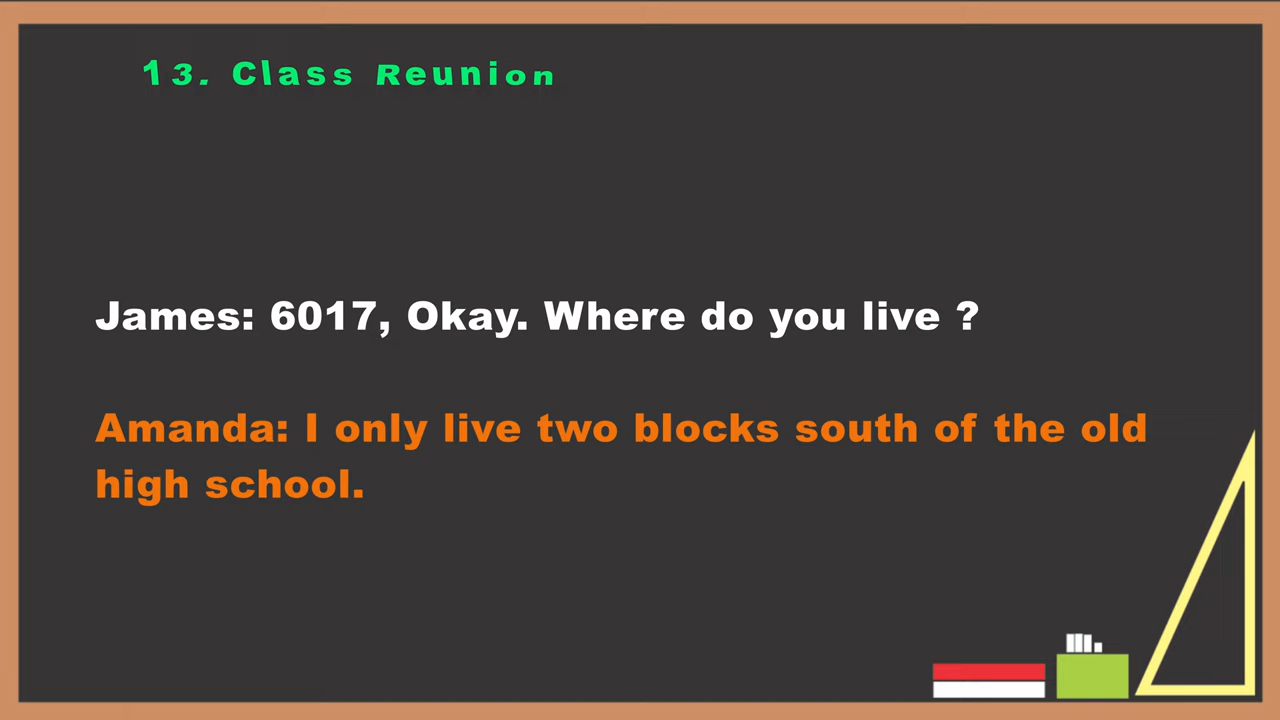 13. Class Reunion
James: 6017, Okay. Where do you live ?
Amanda: I only live two blocks south of the old
high school.